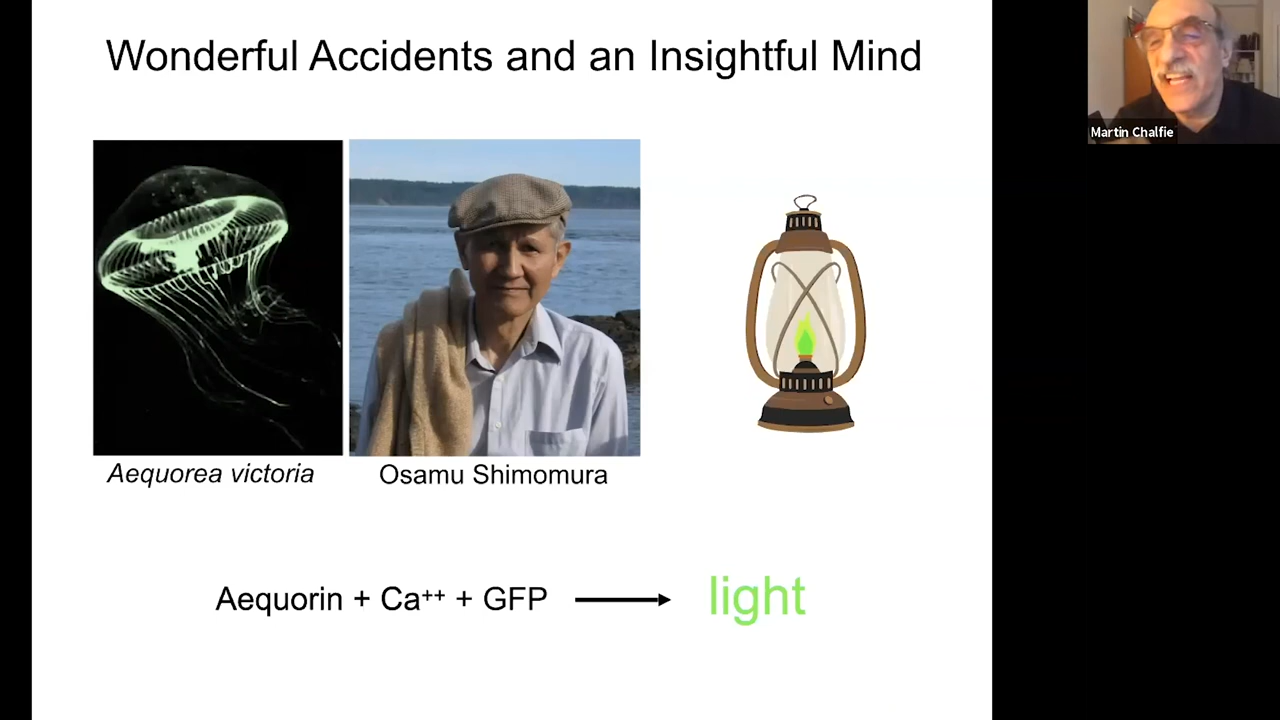 Wonderful Accidents and an Insightful Mind
Martin Chalfie
Aequorea victoria
Osamu Shimomura
Aequorin + Ca⁺⁺ + GFP → light